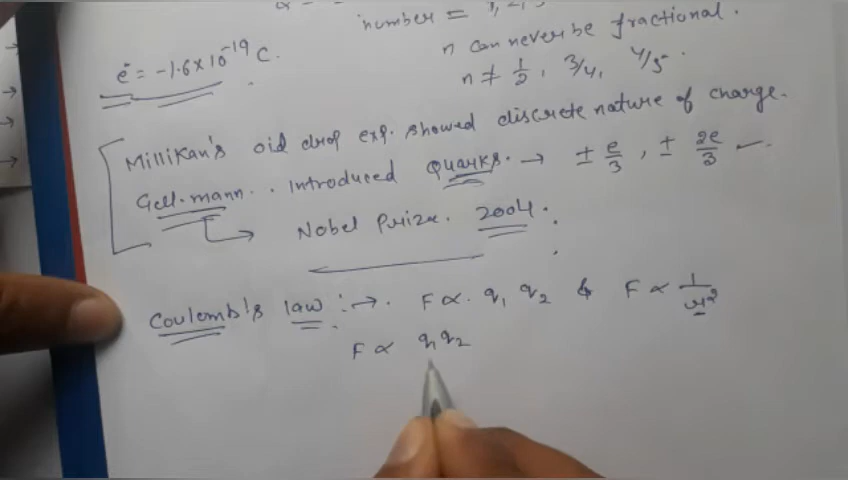 number = 1, 2, 3
n can never be fractional.
e⁻ = -1.6 × 10⁻¹⁹ C.
n ≠ 1/2, 3/4, 4/5.
Millikan's oid drop exp. showed discrete nature of charge.
Gell-mann.. introduced Quarks. → ± e/3, ± 2e/3
Nobel Prize. 2004.
Coulomb's law :→. F ∝. q₁ q₂ & F ∝ 1/r²
F ∝ q₁q₂